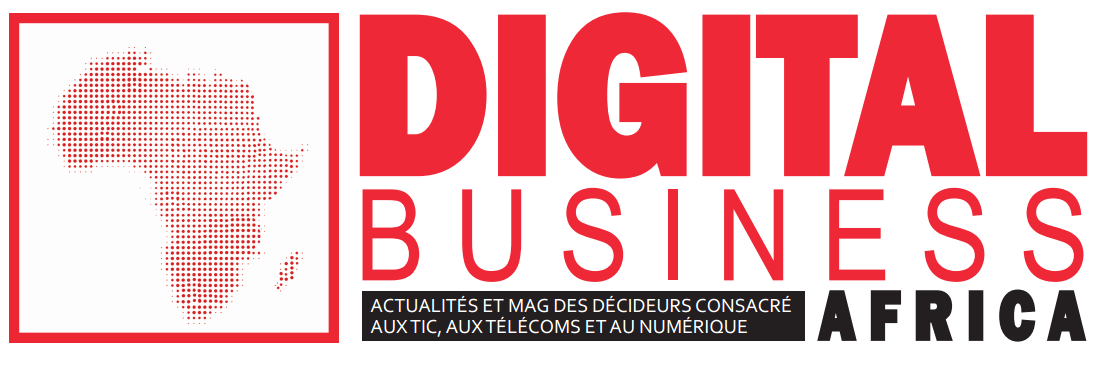 DIGITAL
BUSINESS
ACTUALITÉS ET MAG DES DÉCIDEURS CONSACRÉ
AUX TIC, AUX TÉLÉCOMS ET AU NUMÉRIQUE
AFRICA